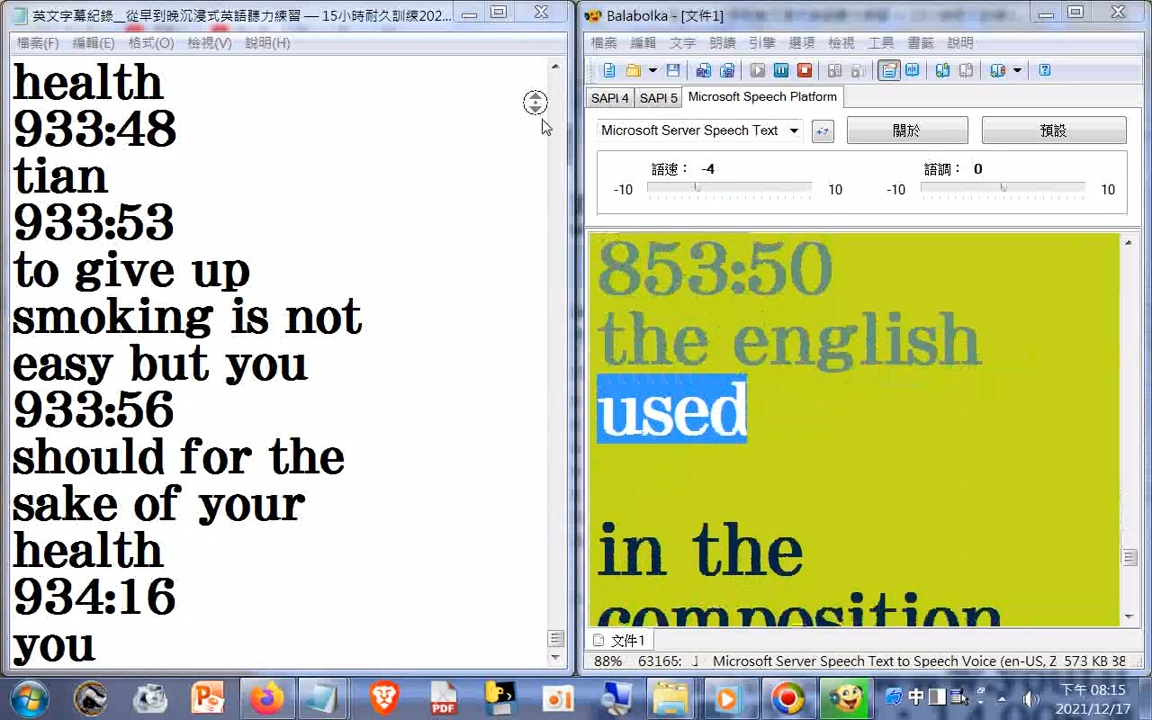 英文字幕紀錄__從早到晚沉浸式英語聽力練習 — 15小時耐久訓練202...
檔案(F) 編輯(E) 格式(O) 檢視(V) 說明(H)
health
933:48
tian
933:53
to give up
smoking is not
easy but you
933:56
should for the
sake of your
health
934:16
you
Balabolka - [文件1]
檔案 編輯 文字 朗讀 引擎 選項 檢視 工具 書籤 說明
SAPI 4 SAPI 5 Microsoft Speech Platform
Microsoft Server Speech Text 關於 預設
語速： -4 語調： 0
-10 10 -10 10
853:50
the english
used
in the
composition
文件1
88% 63165: 1 Microsoft Server Speech Text to Speech Voice (en-US, Z 573 KB 38
PDF 中 下午 08:15
2021/12/17